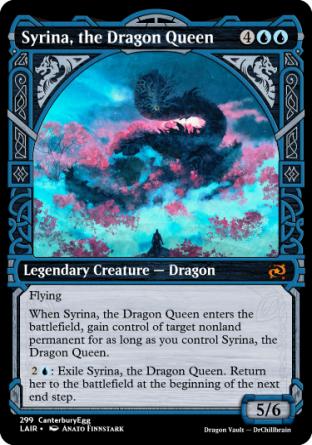 Syrina, the Dragon Queen 4
Legendary Creature — Dragon
Flying
When Syrina, the Dragon Queen enters the
battlefield, gain control of target nonland
permanent for as long as you control Syrina, the
Dragon Queen.
2 : Exile Syrina, the Dragon Queen. Return
her to the battlefield at the beginning of the next
end step.
5/6
299 CanterburyEgg
LAIR • Anato Finnstark
Dragon Vault — DrChillbrain